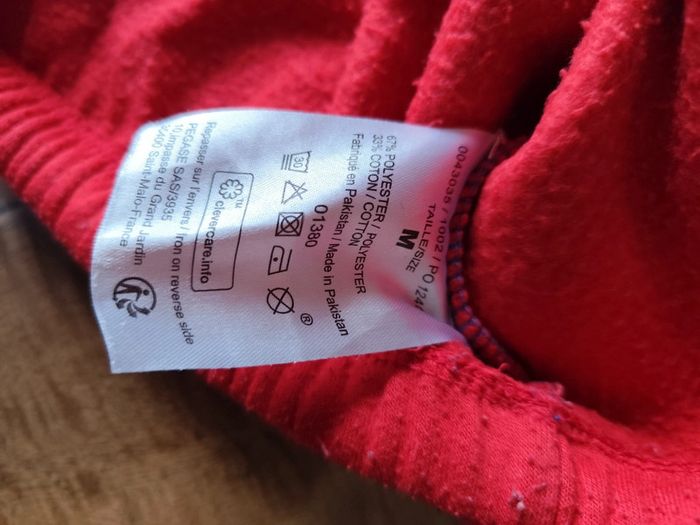 0043035 / 1002 / PO 124
TAILLE/SIZE
M
67% POLYESTER / POLYESTER
33% COTON / COTTON
Fabriqué en Pakistan / Made in Pakistan
01380
30
®
clevercare.info
TM
Repasser sur l'envers / Iron on reverse side
PEGASE SAS/3935
10,impasse du Grand Jardin
35400 Saint-Malo-France